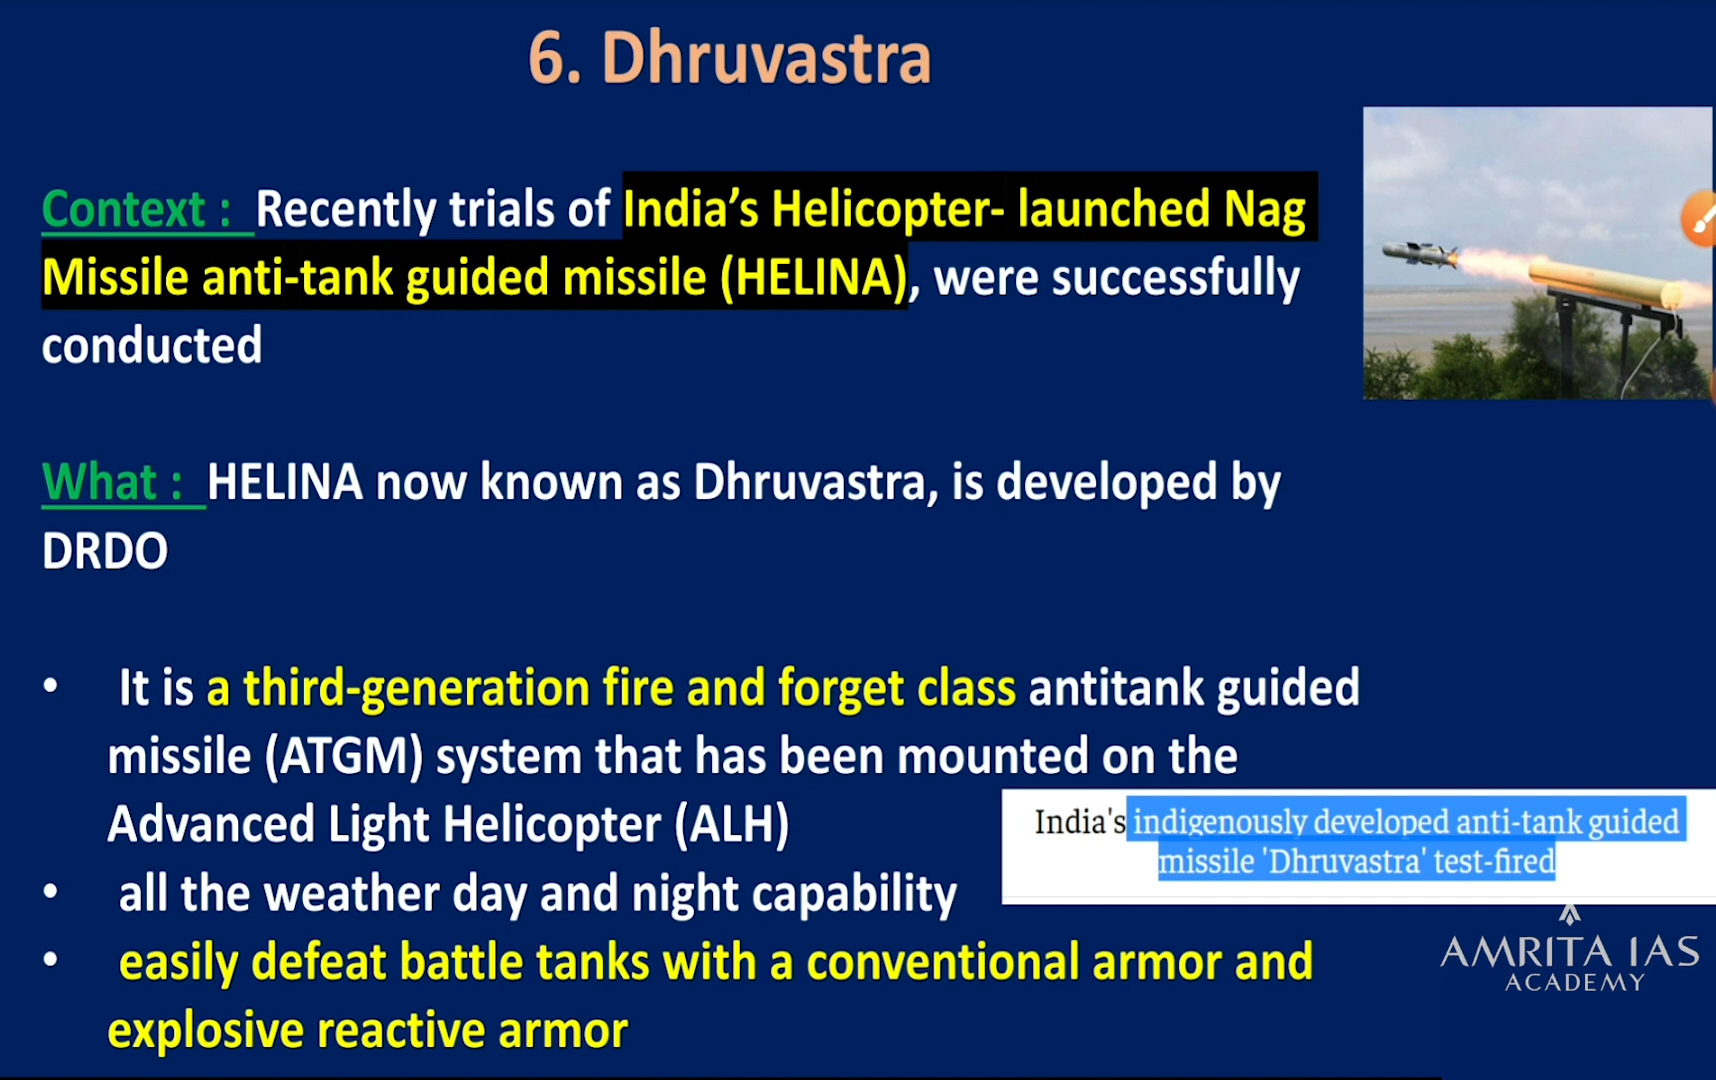 6. Dhruvastra
Context : Recently trials of India’s Helicopter- launched Nag
Missile anti-tank guided missile (HELINA), were successfully
conducted
What : HELINA now known as Dhruvastra, is developed by
DRDO
• It is a third-generation fire and forget class antitank guided
missile (ATGM) system that has been mounted on the
Advanced Light Helicopter (ALH)
• all the weather day and night capability
• easily defeat battle tanks with a conventional armor and
explosive reactive armor
India's indigenously developed anti-tank guided
missile 'Dhruvastra' test-fired
AMRITA IAS
ACADEMY